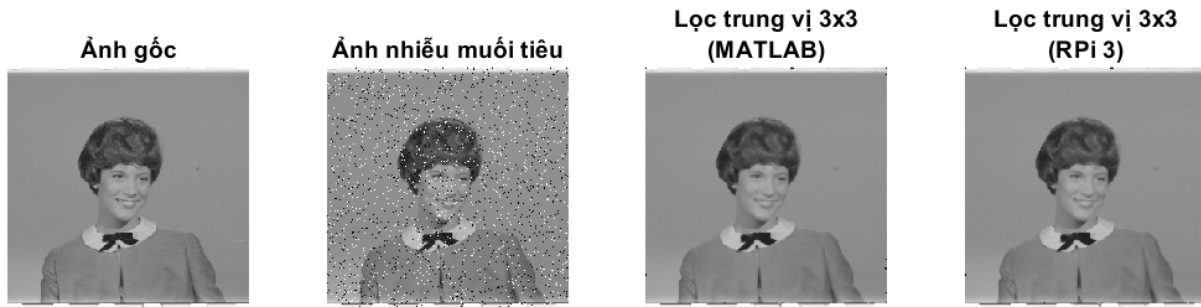 Ảnh gốc
Ảnh nhiễu muối tiêu
Lọc trung vị 3x3
(MATLAB)
Lọc trung vị 3x3
(RPi 3)